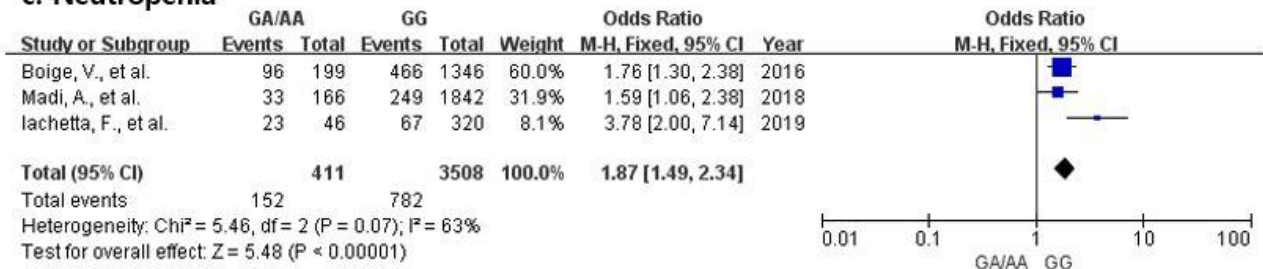 c. Neutropenia
GA/AA GG Odds Ratio Odds Ratio
Study or Subgroup Events Total Events Total Weight M-H, Fixed, 95% CI Year M-H, Fixed, 95% CI
Boige, V., et al. 96 199 466 1346 60.0% 1.76 [1.30, 2.38] 2016
Madi, A., et al. 33 166 249 1842 31.9% 1.59 [1.06, 2.38] 2018
Iachetta, F., et al. 23 46 67 320 8.1% 3.78 [2.00, 7.14] 2019
Total (95% CI) 411 3508 100.0% 1.87 [1.49, 2.34]
Total events 152 782
Heterogeneity: Chi² = 5.46, df = 2 (P = 0.07); I² = 63%
Test for overall effect: Z = 5.48 (P < 0.00001)
0.01 0.1 1 10 100
GA/AA GG